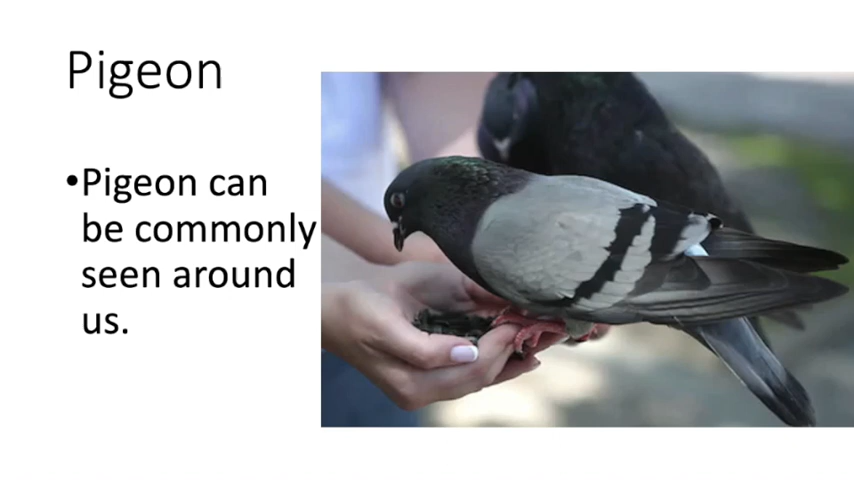 Pigeon
•Pigeon can
be commonly
seen around
us.